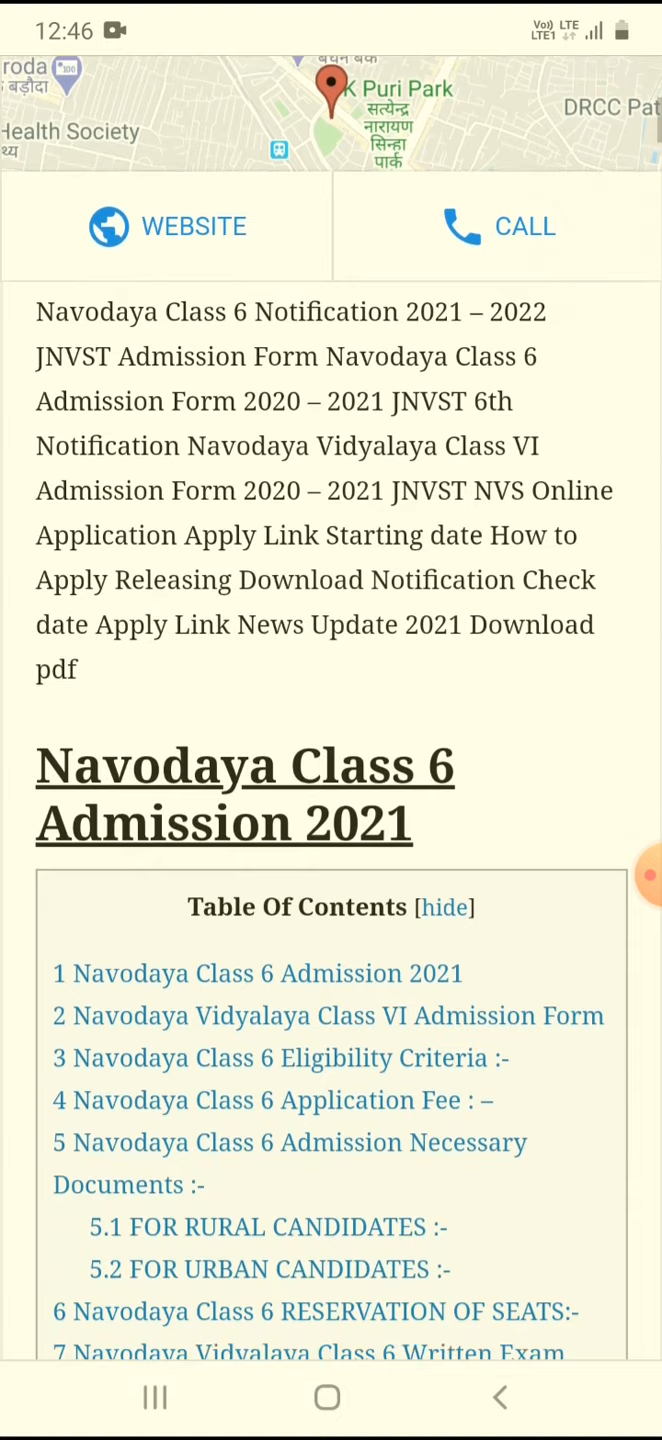 12:46
Vo)) LTE
LTE1
roda
बड़ौदा
100
K Puri Park
सत्येन्द्र
नारायण
सिन्हा
पार्क
DRCC Pat
Health Society
WEBSITE
CALL
Navodaya Class 6 Notification 2021 – 2022
JNVST Admission Form Navodaya Class 6
Admission Form 2020 – 2021 JNVST 6th
Notification Navodaya Vidyalaya Class VI
Admission Form 2020 – 2021 JNVST NVS Online
Application Apply Link Starting date How to
Apply Releasing Download Notification Check
date Apply Link News Update 2021 Download
pdf
Navodaya Class 6
Admission 2021
Table Of Contents [hide]
1 Navodaya Class 6 Admission 2021
2 Navodaya Vidyalaya Class VI Admission Form
3 Navodaya Class 6 Eligibility Criteria :-
4 Navodaya Class 6 Application Fee : –
5 Navodaya Class 6 Admission Necessary
Documents :-
5.1 FOR RURAL CANDIDATES :-
5.2 FOR URBAN CANDIDATES :-
6 Navodaya Class 6 RESERVATION OF SEATS:-
7 Navodaya Vidyalaya Class 6 Written Exam